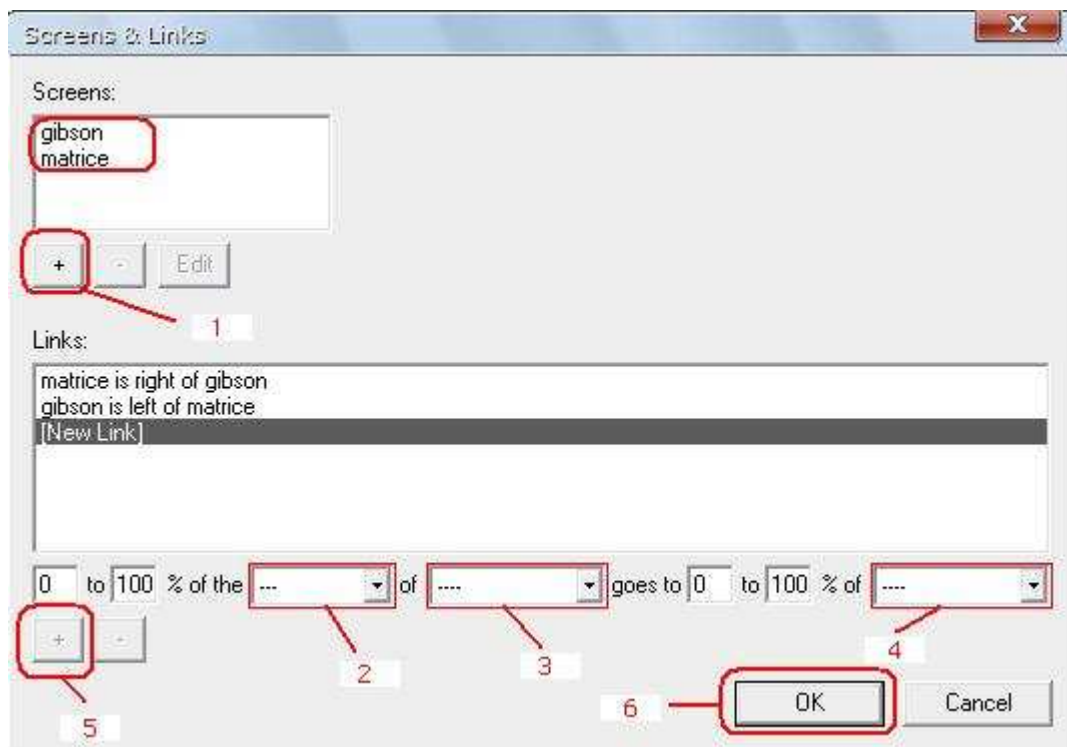 Screens & Links
X
Screens:
gibson
matrice
+ - Edit
1
Links:
matrice is right of gibson
gibson is left of matrice
[New Link]
0 to 100 % of the --- of ---- goes to 0 to 100 % of ----
+ -
2
3
4
5
6
OK Cancel